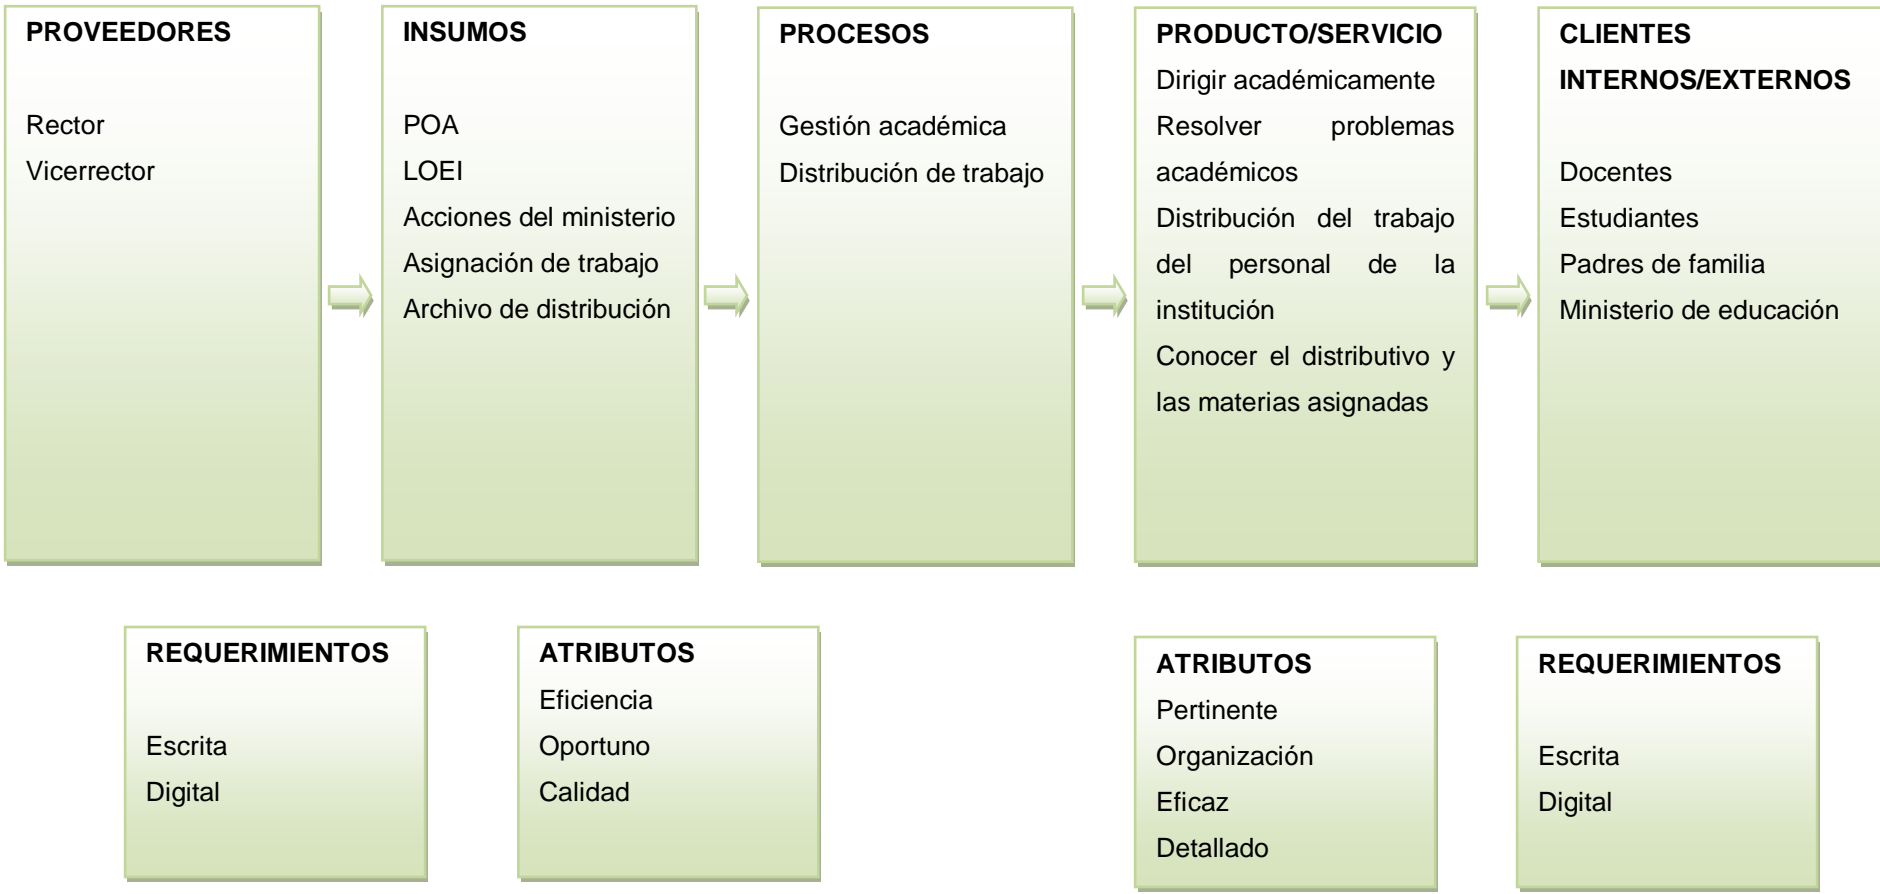 PROVEEDORES
Rector
Vicerrector
INSUMOS
POA
LOEI
Acciones del ministerio
Asignación de trabajo
Archivo de distribución
PROCESOS
Gestión académica
Distribución de trabajo
PRODUCTO/SERVICIO
Dirigir académicamente
Resolver problemas
académicos
Distribución del trabajo
del personal de la
institución
Conocer el distributivo y
las materias asignadas
CLIENTES
INTERNOS/EXTERNOS
Docentes
Estudiantes
Padres de familia
Ministerio de educación
REQUERIMIENTOS
Escrita
Digital
ATRIBUTOS
Eficiencia
Oportuno
Calidad
ATRIBUTOS
Pertinente
Organización
Eficaz
Detallado
REQUERIMIENTOS
Escrita
Digital